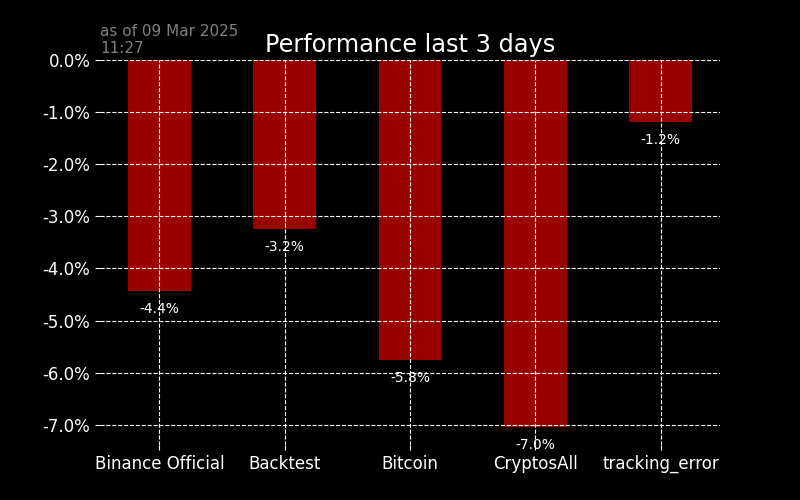 as of 09 Mar 2025
11:27
Performance last 3 days
0.0%
-1.0%
-2.0%
-3.0%
-4.0%
-5.0%
-6.0%
-7.0%
-4.4%
-3.2%
-5.8%
-7.0%
-1.2%
Binance Official
Backtest
Bitcoin
CryptosAll
tracking_error